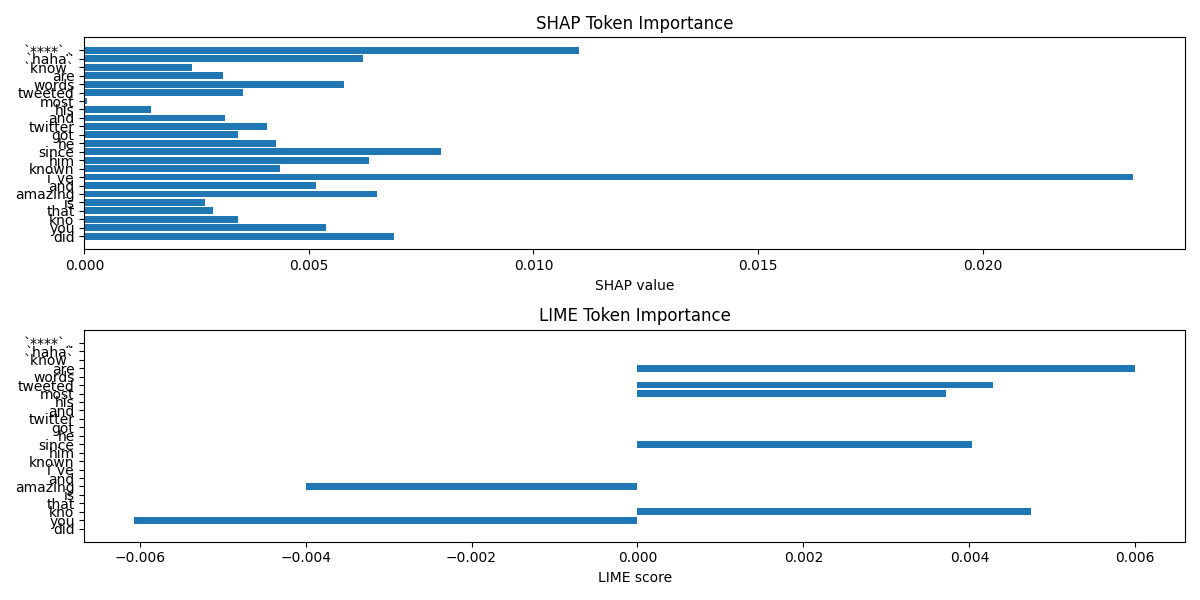 SHAP Token Importance
`****`..
`haha`
`know`
are
words
tweeted
most
his
and
twitter
got
he
since
him
known
i_ve
and
amazing
is
that
kno
you
did
0.000
0.005
0.010
0.015
0.020
SHAP value
LIME Token Importance
`****`..
`haha`
`know`
are
words
tweeted
most
his
and
twitter
got
he
since
him
known
i_ve
and
amazing
is
that
kno
you
did
−0.006
−0.004
−0.002
0.000
0.002
0.004
0.006
LIME score